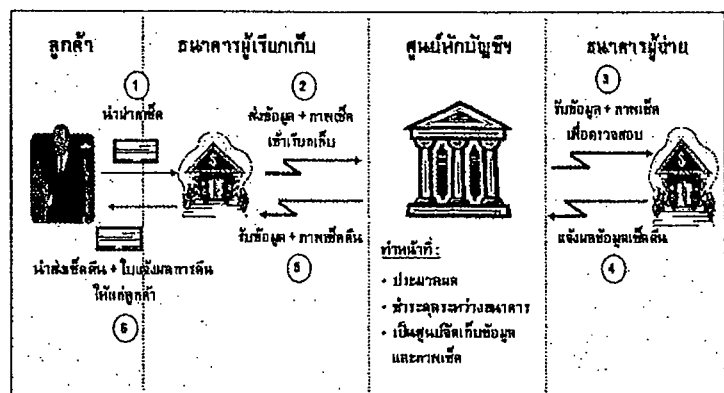 ลูกค้า
ธนาคารผู้เรียกเก็บ
ศูนย์หักบัญชีฯ
ธนาคารผู้จ่าย
1
นำฝากเช็ค
2
ส่งข้อมูล + ภาพเช็ค
เข้าเรียกเก็บ
3
รับข้อมูล + ภาพเช็ค
เพื่อตรวจสอบ
$
$
รับข้อมูล + ภาพเช็คคืน
5
แจ้งผลข้อมูลเช็คคืน
4
นำส่งเช็คคืน + ใบแจ้งผลการคืน
ให้แก่ลูกค้า
6
ทำหน้าที่ :
• ประมวลผล
• ชำระดุลระหว่างธนาคาร
• เป็นศูนย์จัดเก็บข้อมูล
และภาพเช็ค